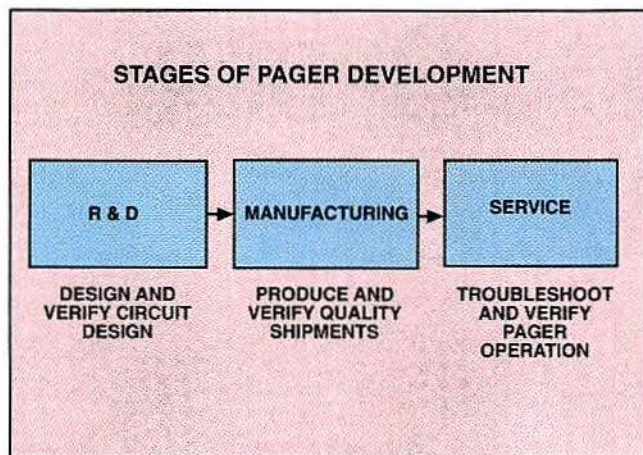 STAGES OF PAGER DEVELOPMENT
R & D
MANUFACTURING
SERVICE
DESIGN AND
VERIFY CIRCUIT
DESIGN
PRODUCE AND
VERIFY QUALITY
SHIPMENTS
TROUBLESHOOT
AND VERIFY
PAGER
OPERATION